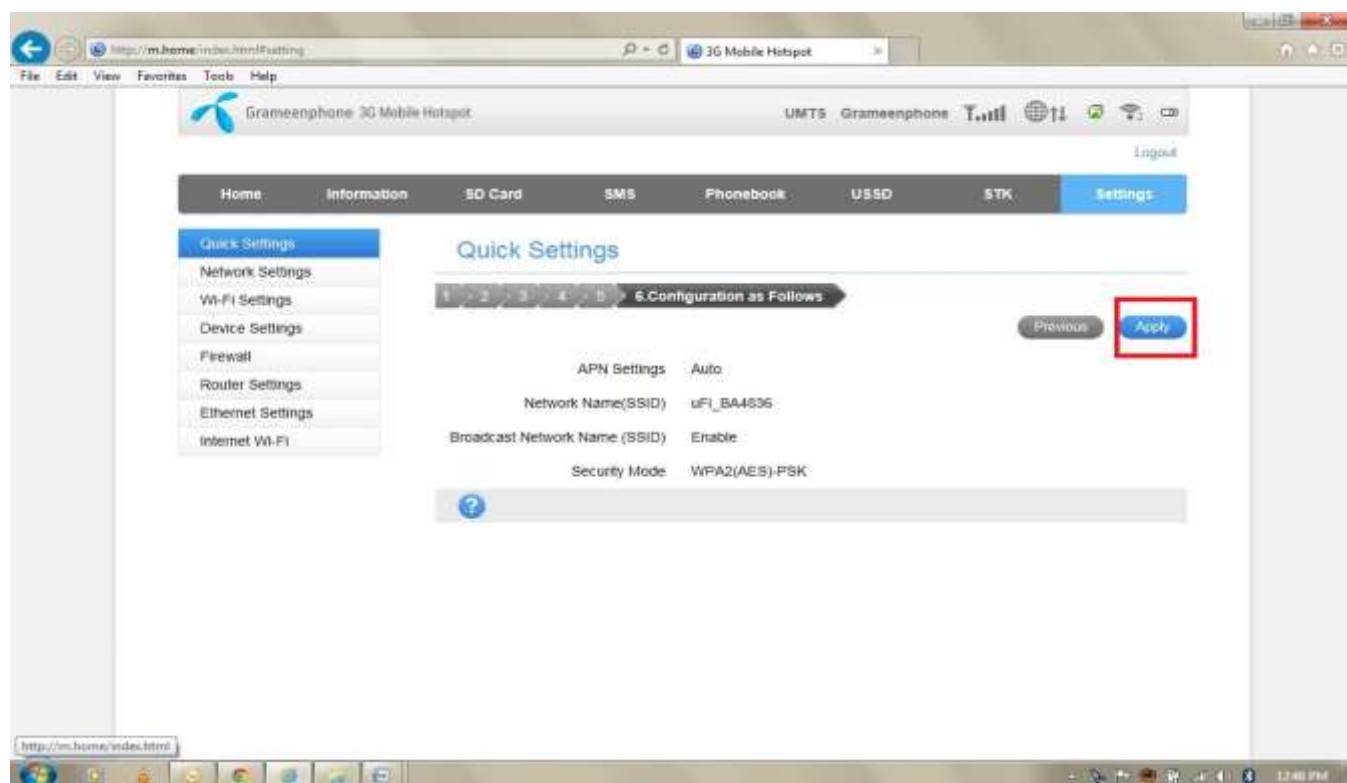 http://m.home/index.html#setting
3G Mobile Hotspot
File Edit View Favorites Tools Help
Grameenphone 3G Mobile Hotspot
UMTS Grameenphone
Logout
Home Information SD Card SMS Phonebook USSD STK Settings
Quick Settings
Network Settings
Wi-Fi Settings
Device Settings
Firewall
Router Settings
Ethernet Settings
Internet Wi-Fi
Quick Settings
1 2 3 4 5 6.Configuration as Follows
Previous Apply
APN Settings Auto
Network Name(SSID) uFi_BA4836
Broadcast Network Name (SSID) Enable
Security Mode WPA2(AES)-PSK
http://m.home/index.html
12:48 PM